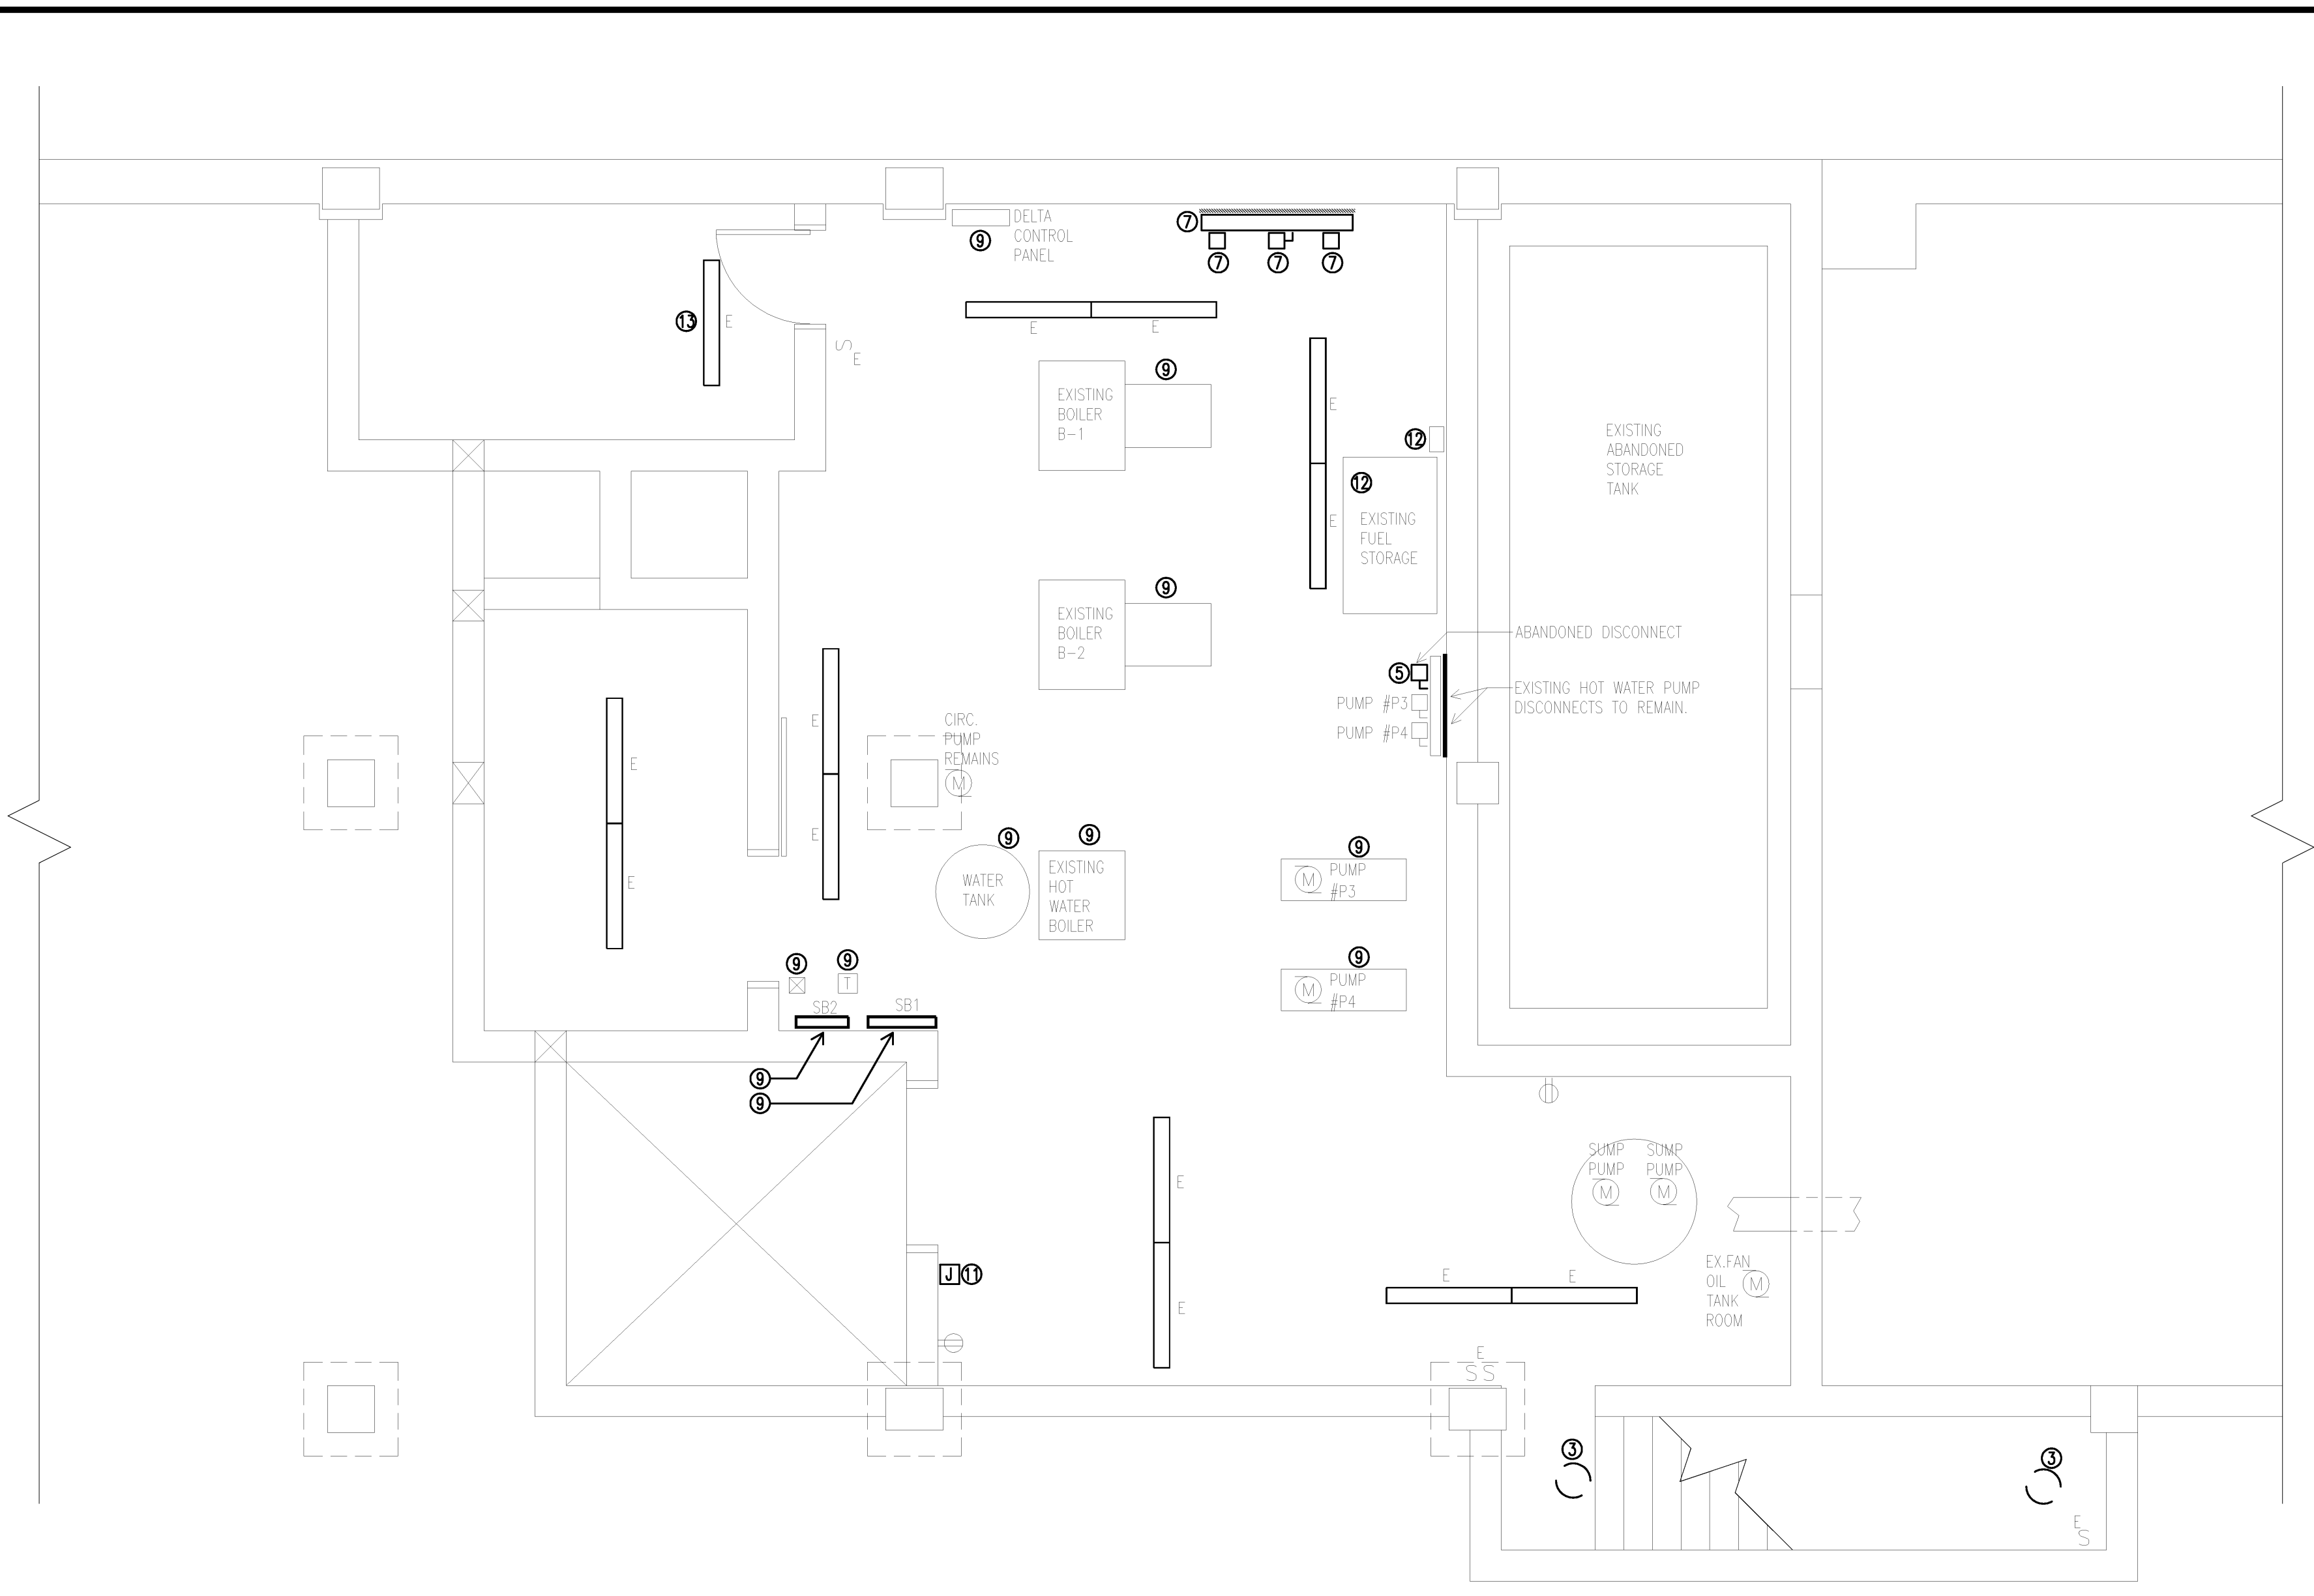 DELTA
CONTROL
PANEL
9
7
7
7
7
13
E
E
E
S
E
9
EXISTING
BOILER
B-1
E
E
12
12
EXISTING
FUEL
STORAGE
EXISTING
ABANDONED
STORAGE
TANK
9
EXISTING
BOILER
B-2
ABANDONED DISCONNECT
5
PUMP #P3
PUMP #P4
EXISTING HOT WATER PUMP
DISCONNECTS TO REMAIN.
E
E
E
E
CIRC.
PUMP
REMAINS
M
9
WATER
TANK
9
EXISTING
HOT
WATER
BOILER
9
M
PUMP
#P3
9
M
PUMP
#P4
9
9
T
SB2
SB1
9
9
E
E
SUMP
PUMP
M
SUMP
PUMP
M
EX.FAN
OIL
TANK
ROOM
M
J
11
E
E
E
S S
3
3
E
S